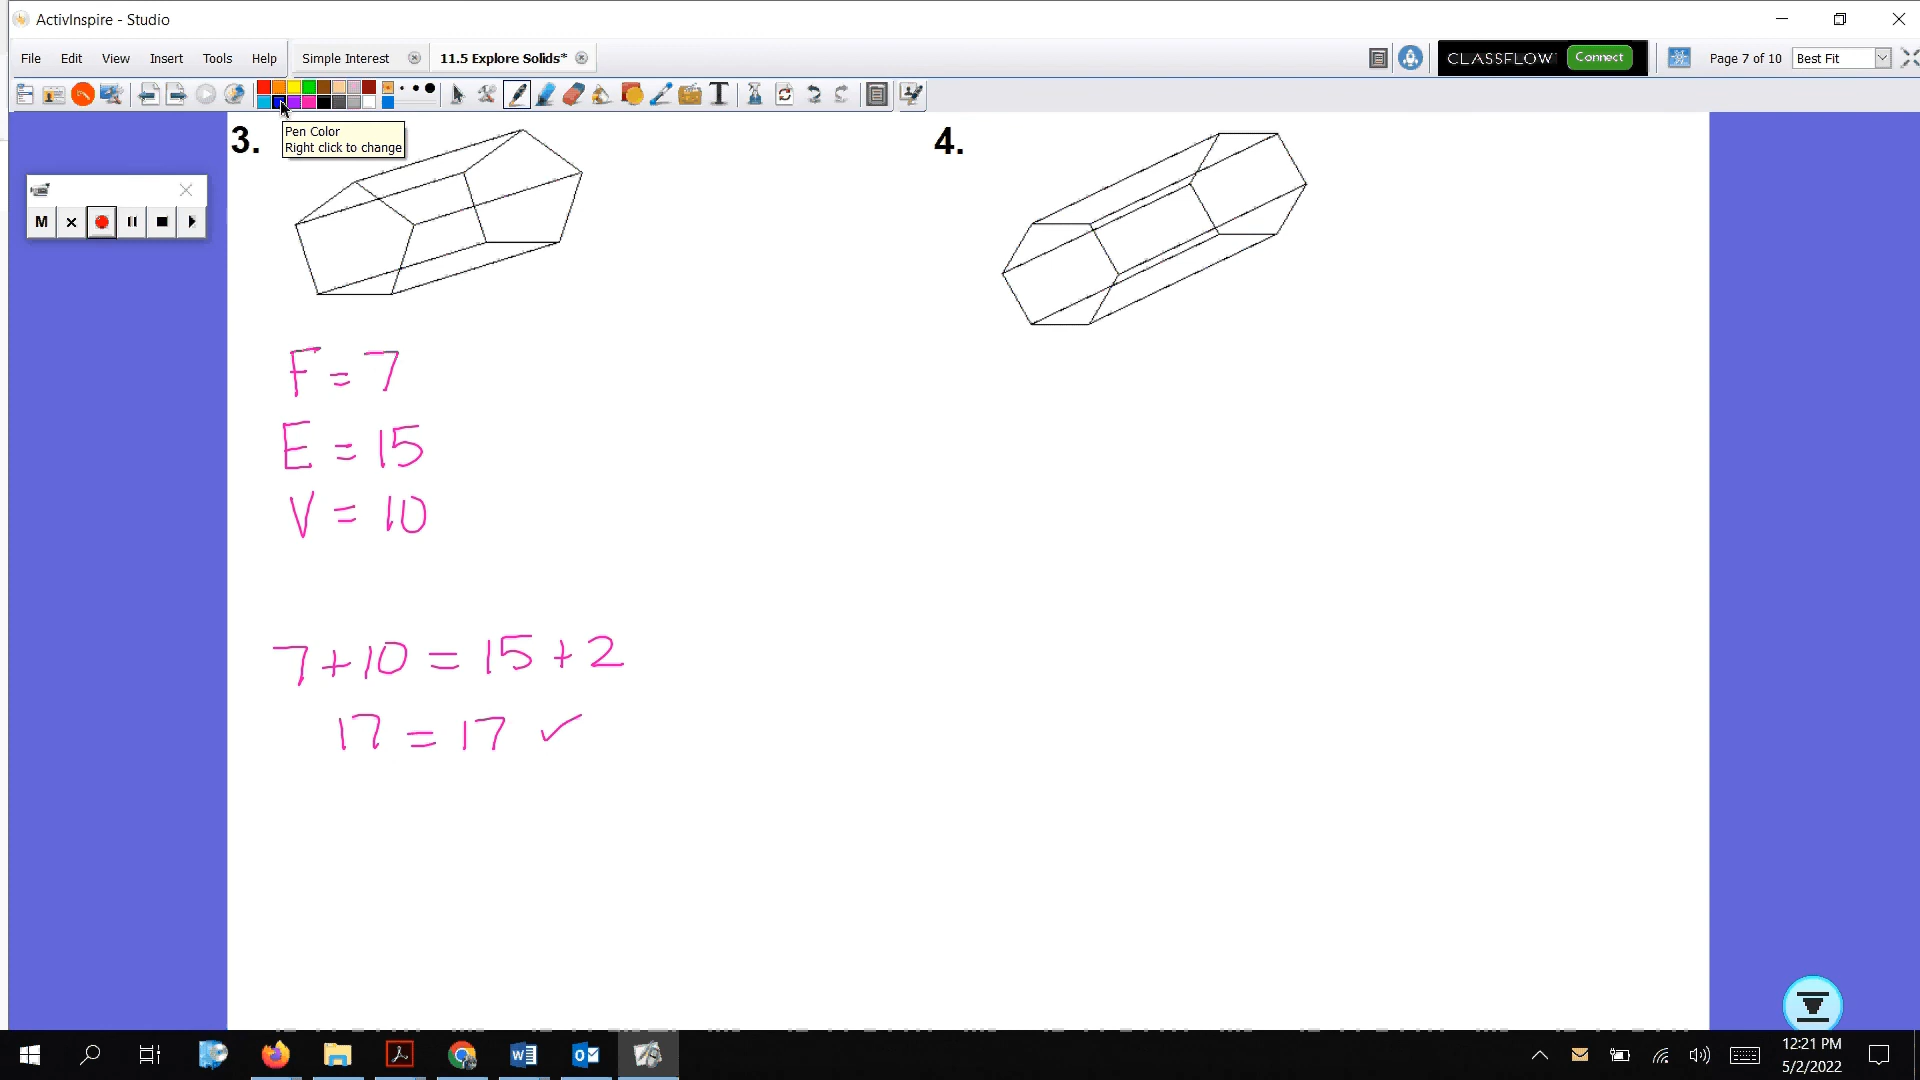 ActivInspire - Studio
File Edit View Insert Tools Help
Simple Interest
11.5 Explore Solids*
CLASSFLOW Connect
Page 7 of 10
Best Fit
Pen Color
Right click to change
M
3.
4.
F = 7
E = 15
V = 10
7 + 10 = 15 + 2
17 = 17 ✓
12:21 PM
5/2/2022